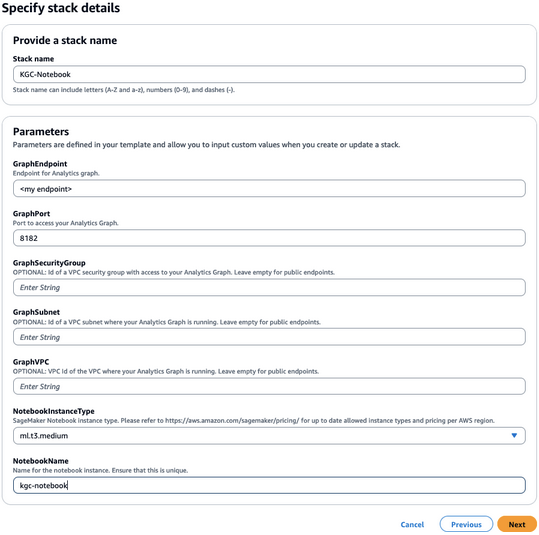 Specify stack details
Provide a stack name
Stack name
KGC-Notebook
Stack name can include letters (A-Z and a-z), numbers (0-9), and dashes (-).
Parameters
Parameters are defined in your template and allow you to input custom values when you create or update a stack.
GraphEndpoint
Endpoint for Analytics graph.
<my endpoint>
GraphPort
Port to access your Analytics Graph.
8182
GraphSecurityGroup
OPTIONAL: Id of a VPC security group with access to your Analytics Graph. Leave empty for public endpoints.
Enter String
GraphSubnet
OPTIONAL: Id of a VPC subnet where your Analytics Graph is running. Leave empty for public endpoints.
Enter String
GraphVPC
OPTIONAL: VPC Id of the VPC where your Analytics Graph is running. Leave empty for public endpoints.
Enter String
NotebookInstanceType
SageMaker Notebook instance type. Please refer to https://aws.amazon.com/sagemaker/pricing/ for up to date allowed instance types and pricing per AWS region.
ml.t3.medium
NotebookName
Name for the notebook instance. Ensure that this is unique.
kgc-notebook
Cancel Previous Next